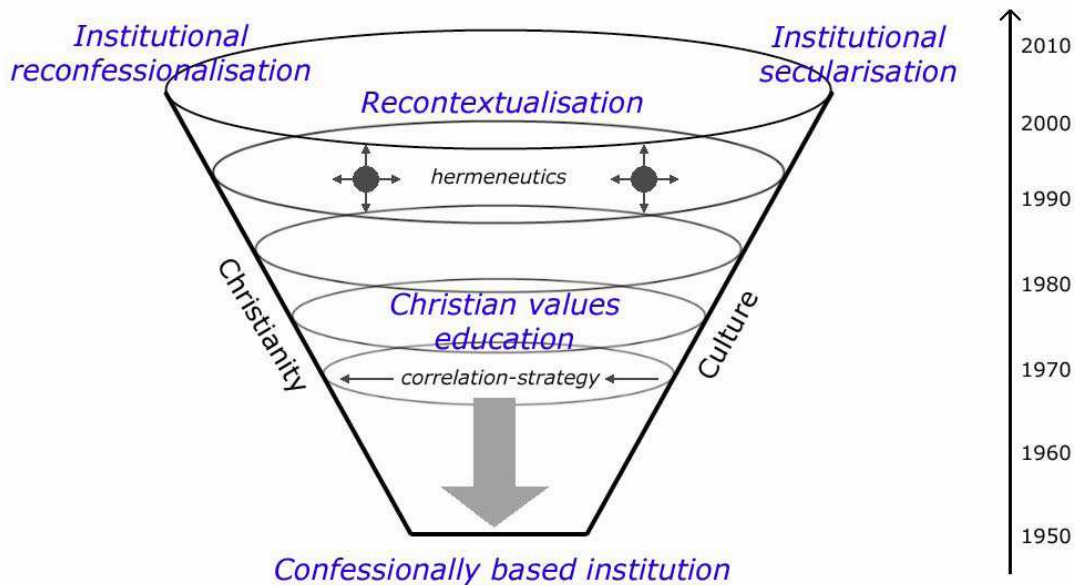 Institutional
reconfessionalisation
Institutional
secularisation
2010
Recontextualisation
2000
hermeneutics
1990
1980
Christianity
Christian values
education
Culture
1970
correlation-strategy
1960
1950
Confessionally based institution